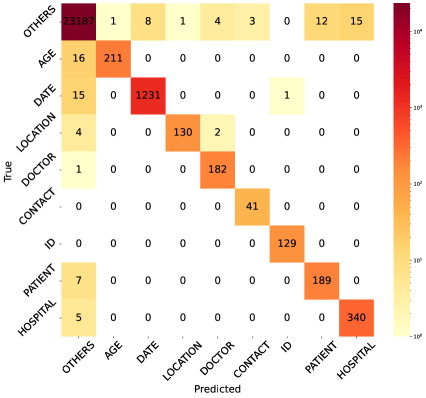 OTHERS 23187 1 8 1 4 3 0 12 15
AGE 16 211 0 0 0 0 0 0 0
DATE 15 0 1231 0 0 0 1 0 0
LOCATION 4 0 0 130 2 0 0 0 0
DOCTOR 1 0 0 0 182 0 0 0 0
CONTACT 0 0 0 0 0 41 0 0 0
ID 0 0 0 0 0 0 129 0 0
PATIENT 7 0 0 0 0 0 0 189 0
HOSPITAL 5 0 0 0 0 0 0 0 340
OTHERS AGE DATE LOCATION DOCTOR CONTACT ID PATIENT HOSPITAL
Predicted
True
10⁴
10³
10²
10¹
10⁰